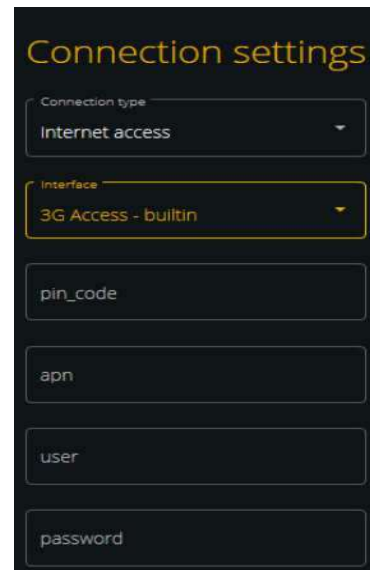 Connection settings
Connection type
Internet access
Interface
3G Access - builtin
pin_code
apn
user
password